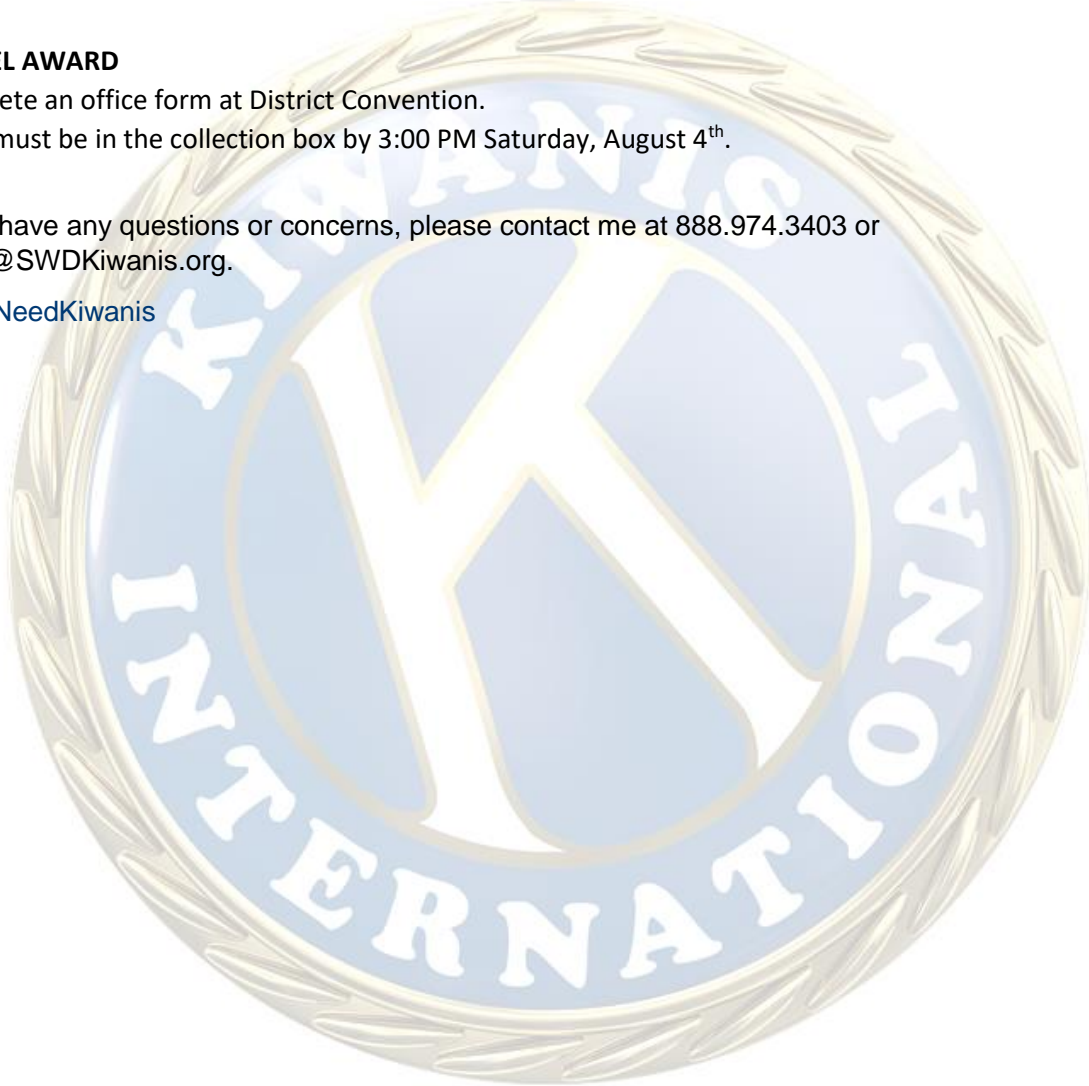 EL AWARD
ete an office form at District Convention.
must be in the collection box by 3:00 PM Saturday, August 4th.
have any questions or concerns, please contact me at 888.974.3403 or
@SWDKiwanis.org.
NeedKiwanis
KIWANIS
INTERNATIONAL
K